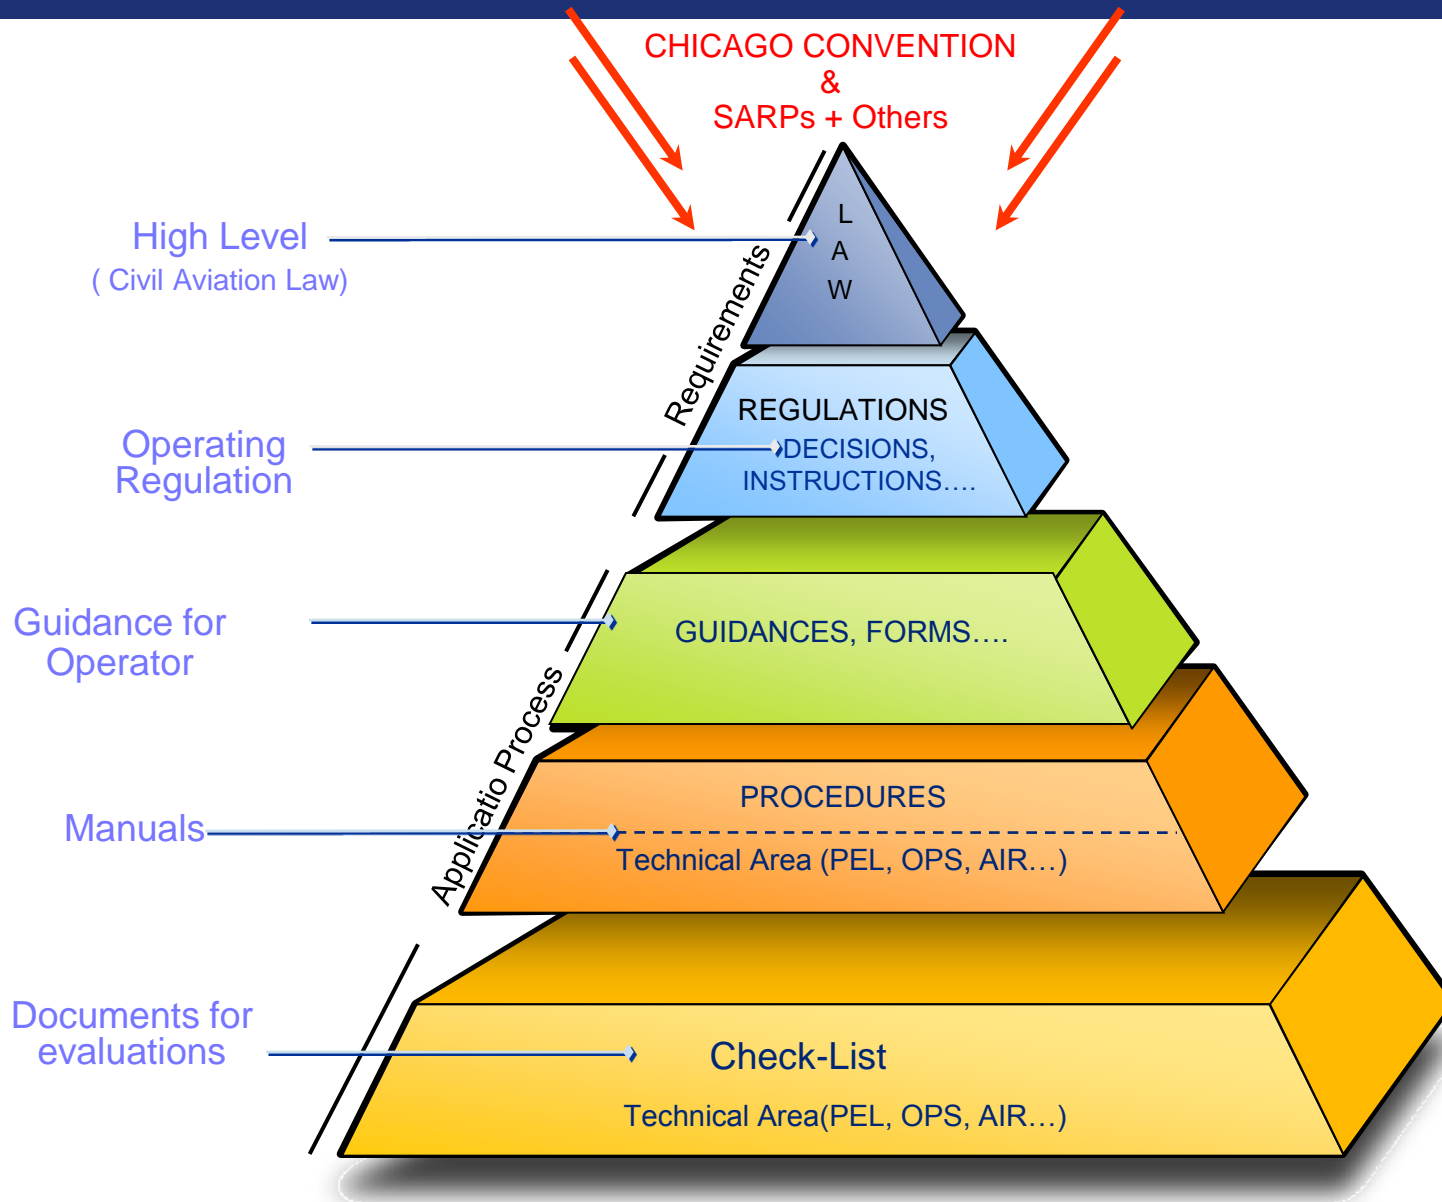 CHICAGO CONVENTION
&
SARPs + Others
High Level
( Civil Aviation Law)
L
A
W
Requirements
Operating
Regulation
REGULATIONS
DECISIONS,
INSTRUCTIONS….
Guidance for
Operator
GUIDANCES, FORMS….
Applicatio Process
Manuals
PROCEDURES
Technical Area (PEL, OPS, AIR…)
Documents for
evaluations
Check-List
Technical Area(PEL, OPS, AIR…)